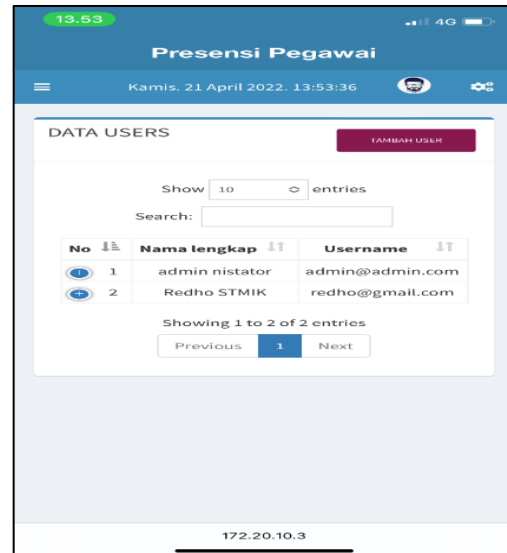 13.53 4G
Presensi Pegawai
Kamis. 21 April 2022. 13:53:36
DATA USERS TAMBAH USER
Show 10 entries
Search:
No Nama lengkap Username
1 admin nistator admin@admin.com
2 Redho STMIK redho@gmail.com
Showing 1 to 2 of 2 entries
Previous 1 Next
172.20.10.3